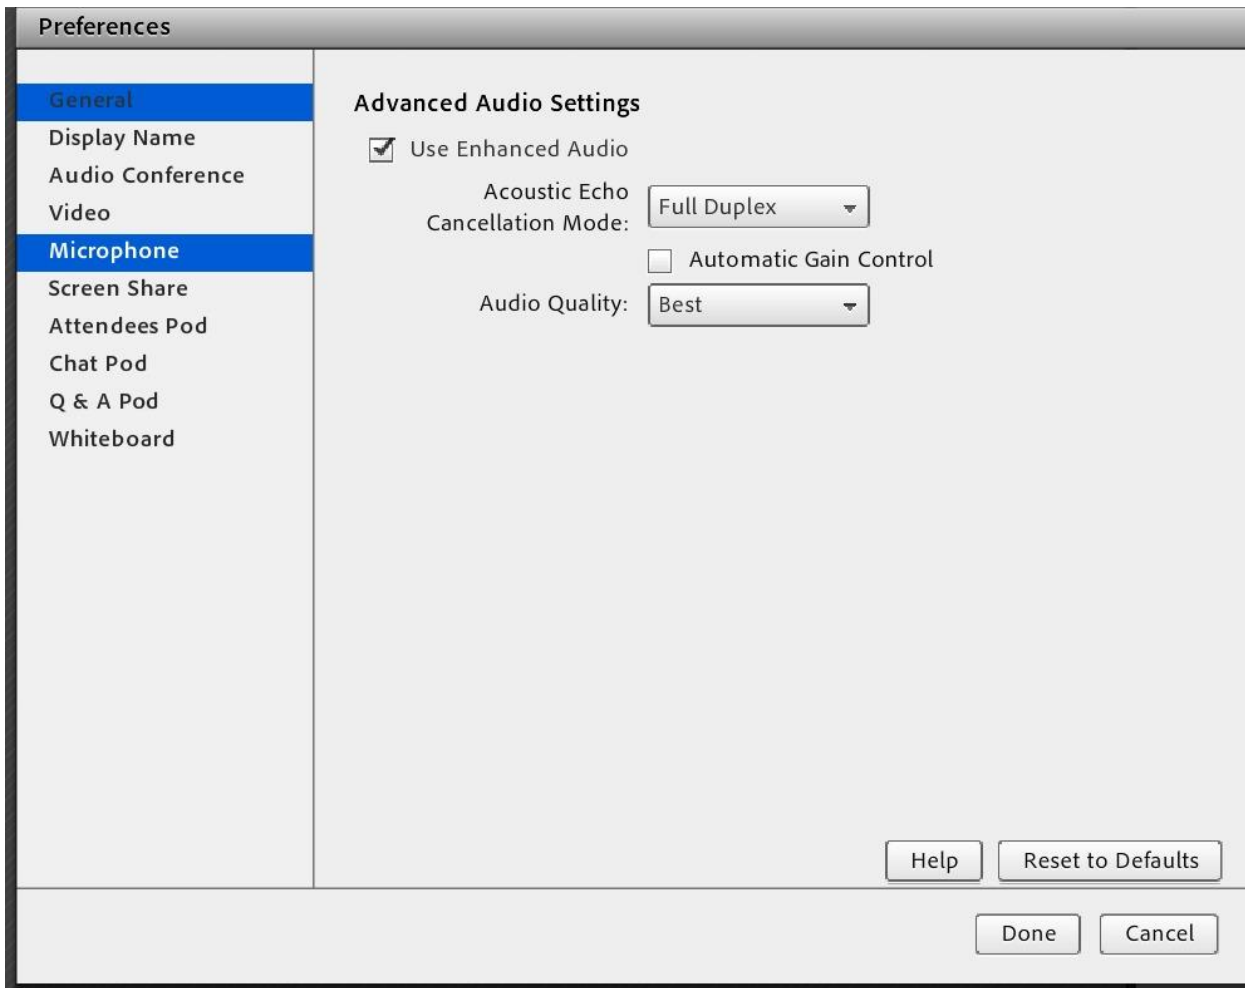 Preferences
General
Display Name
Audio Conference
Video
Microphone
Screen Share
Attendees Pod
Chat Pod
Q & A Pod
Whiteboard
Advanced Audio Settings
Use Enhanced Audio
Acoustic Echo
Cancellation Mode:
Full Duplex
Automatic Gain Control
Audio Quality: Best
Help Reset to Defaults
Done Cancel